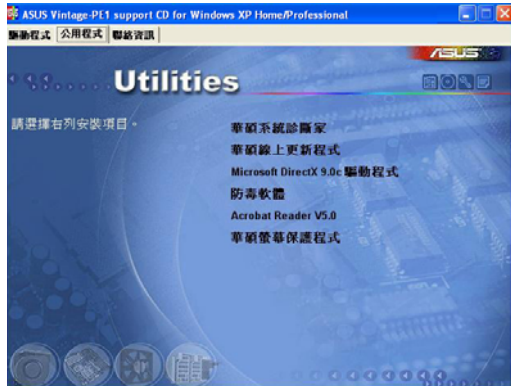 ASUS Vintage-PE1 support CD for Windows XP Home/Professional
驅動程式 公用程式 聯絡資訊
ASUS
Utilities
請選擇右列安裝項目。
華碩系統診斷家
華碩線上更新程式
Microsoft DirectX 9.0c 驅動程式
防毒軟體
Acrobat Reader V5.0
華碩螢幕保護程式